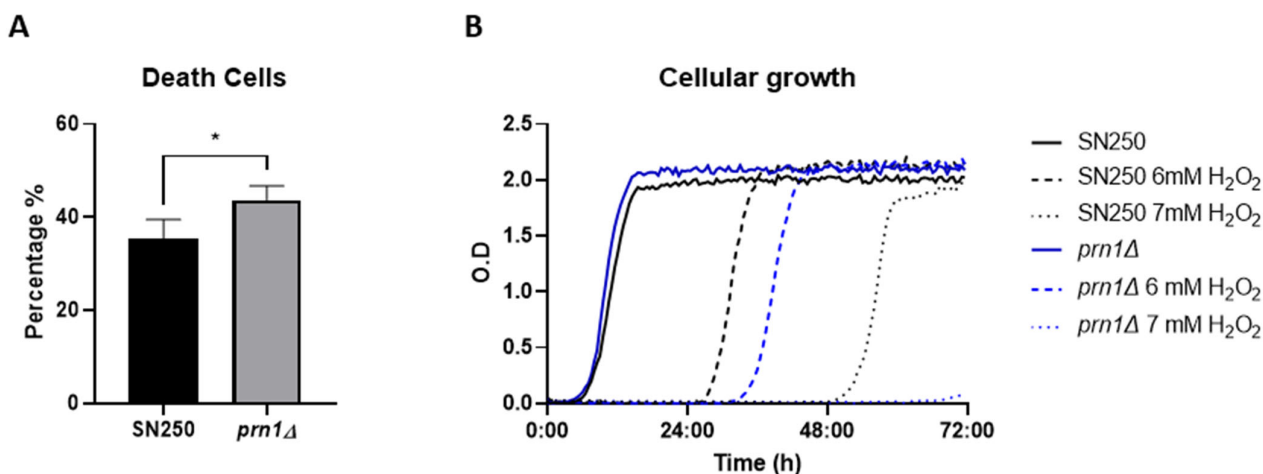 A
Death Cells
Percentage %
60
40
20
0
*
SN250
prn1Δ
B
Cellular growth
O.D
2.5
2.0
1.5
1.0
0.5
0.0
0:00
24:00
48:00
72:00
Time (h)
SN250
SN250 6mM H₂O₂
SN250 7mM H₂O₂
prn1Δ
prn1Δ 6 mM H₂O₂
prn1Δ 7 mM H₂O₂